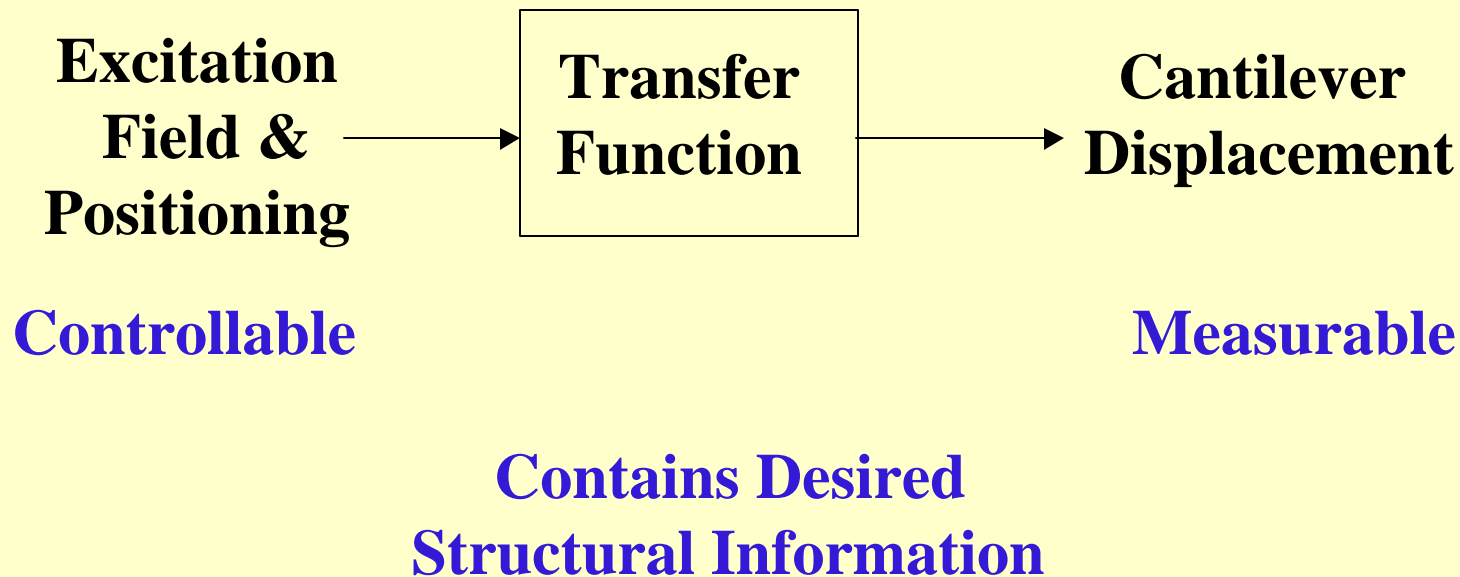 Excitation
Field &
Positioning
Transfer
Function
Cantilever
Displacement
Controllable
Measurable
Contains Desired
Structural Information